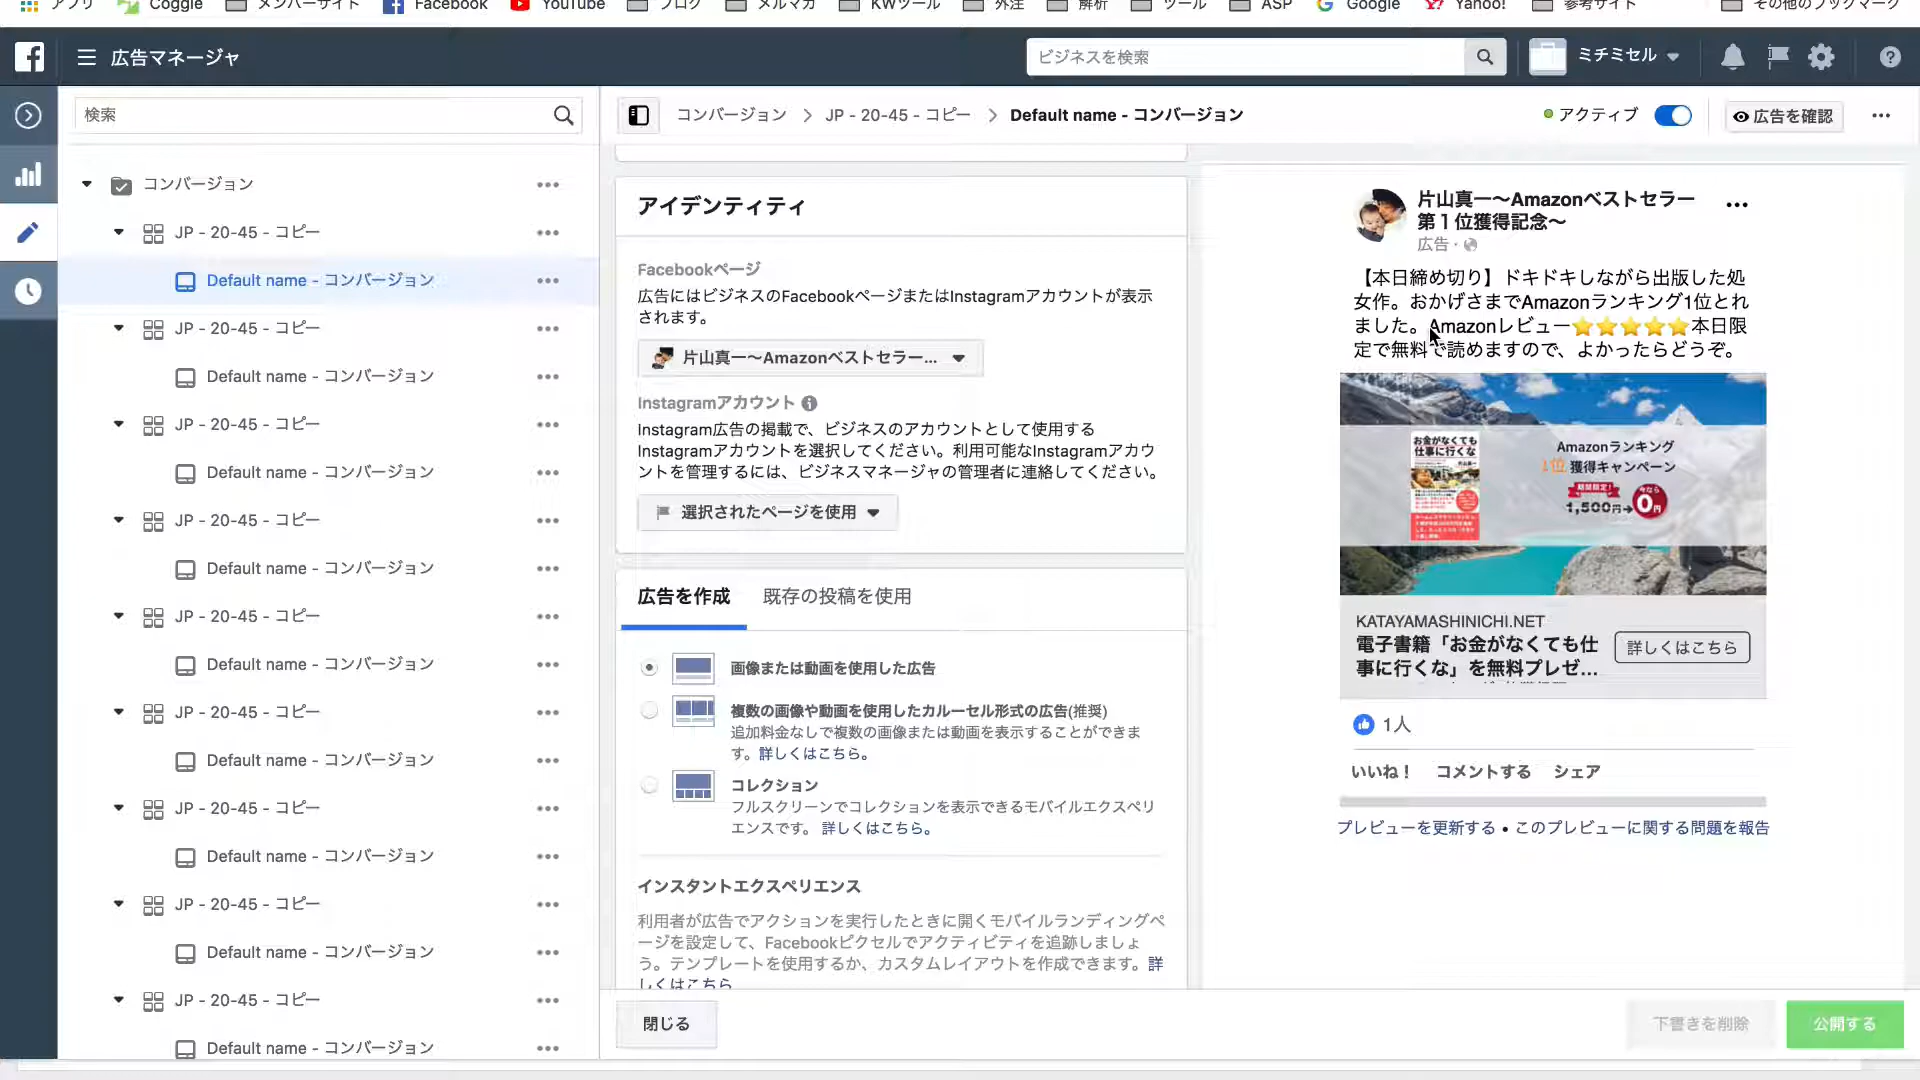 アプリ
Coggle
メンバーサイト
Facebook
YouTube
ブログ
メルマガ
KWツール
外注
解析
ツール
ASP
Google
Yahoo!
参考サイト
その他のブックマーク
広告マネージャ
ビジネスを検索
ミチミセル
検索
コンバージョン
JP - 20-45 - コピー
Default name - コンバージョン
アクティブ
広告を確認
コンバージョン
JP - 20-45 - コピー
Default name - コンバージョン
JP - 20-45 - コピー
Default name - コンバージョン
JP - 20-45 - コピー
Default name - コンバージョン
JP - 20-45 - コピー
Default name - コンバージョン
JP - 20-45 - コピー
Default name - コンバージョン
JP - 20-45 - コピー
Default name - コンバージョン
JP - 20-45 - コピー
Default name - コンバージョン
JP - 20-45 - コピー
Default name - コンバージョン
JP - 20-45 - コピー
Default name - コンバージョン
アイデンティティ
Facebookページ
広告にはビジネスのFacebookページまたはInstagramアカウントが表示
されます。
片山真一〜Amazonベストセラー...
Instagramアカウント
Instagram広告の掲載で、ビジネスのアカウントとして使用する
Instagramアカウントを選択してください。利用可能なInstagramアカウ
ントを管理するには、ビジネスマネージャの管理者に連絡してください。
選択されたページを使用
広告を作成
既存の投稿を使用
画像または動画を使用した広告
複数の画像や動画を使用したカルーセル形式の広告(推奨)
追加料金なしで複数の画像または動画を表示することができま
す。詳しくはこちら。
コレクション
フルスクリーンでコレクションを表示できるモバイルエクスペリ
エンスです。 詳しくはこちら。
インスタントエクスペリエンス
利用者が広告でアクションを実行したときに開くモバイルランディングペ
ージを設定して、Facebookピクセルでアクティビティを追跡しましょ
う。テンプレートを使用するか、カスタムレイアウトを作成できます。詳
しくはこちら
閉じる
下書きを削除
公開する
片山真一〜Amazonベストセラー
第１位獲得記念〜
広告
【本日締め切り】ドキドキしながら出版した処
女作。おかげさまでAmazonランキング1位とれ
ました。Amazonレビュー⭐⭐⭐⭐⭐本日限
定で無料で読めますので、よかったらどうぞ。
お金がなくても
仕事に行くな
片山真一
Amazonランキング
1位 獲得キャンペーン
期間限定!
1,500円→
今なら
0円
KATAYAMASHINICHI.NET
電子書籍「お金がなくても仕
事に行くな」を無料プレゼ...
詳しくはこちら
1人
いいね！
コメントする
シェア
プレビューを更新する • このプレビューに関する問題を報告